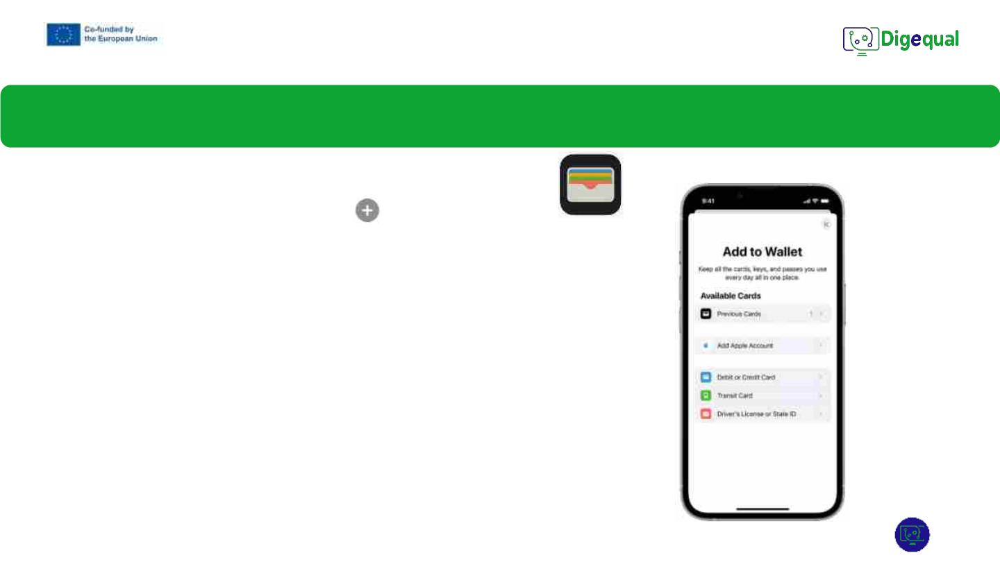 Co-funded by
the European Union
Digequal
9:41
Add to Wallet
Keep all the cards, keys, and passes you use
every day all in one place.
Available Cards
Previous Cards 1
Add Apple Account
Debit or Credit Card
Transit Card
Driver's License or State ID